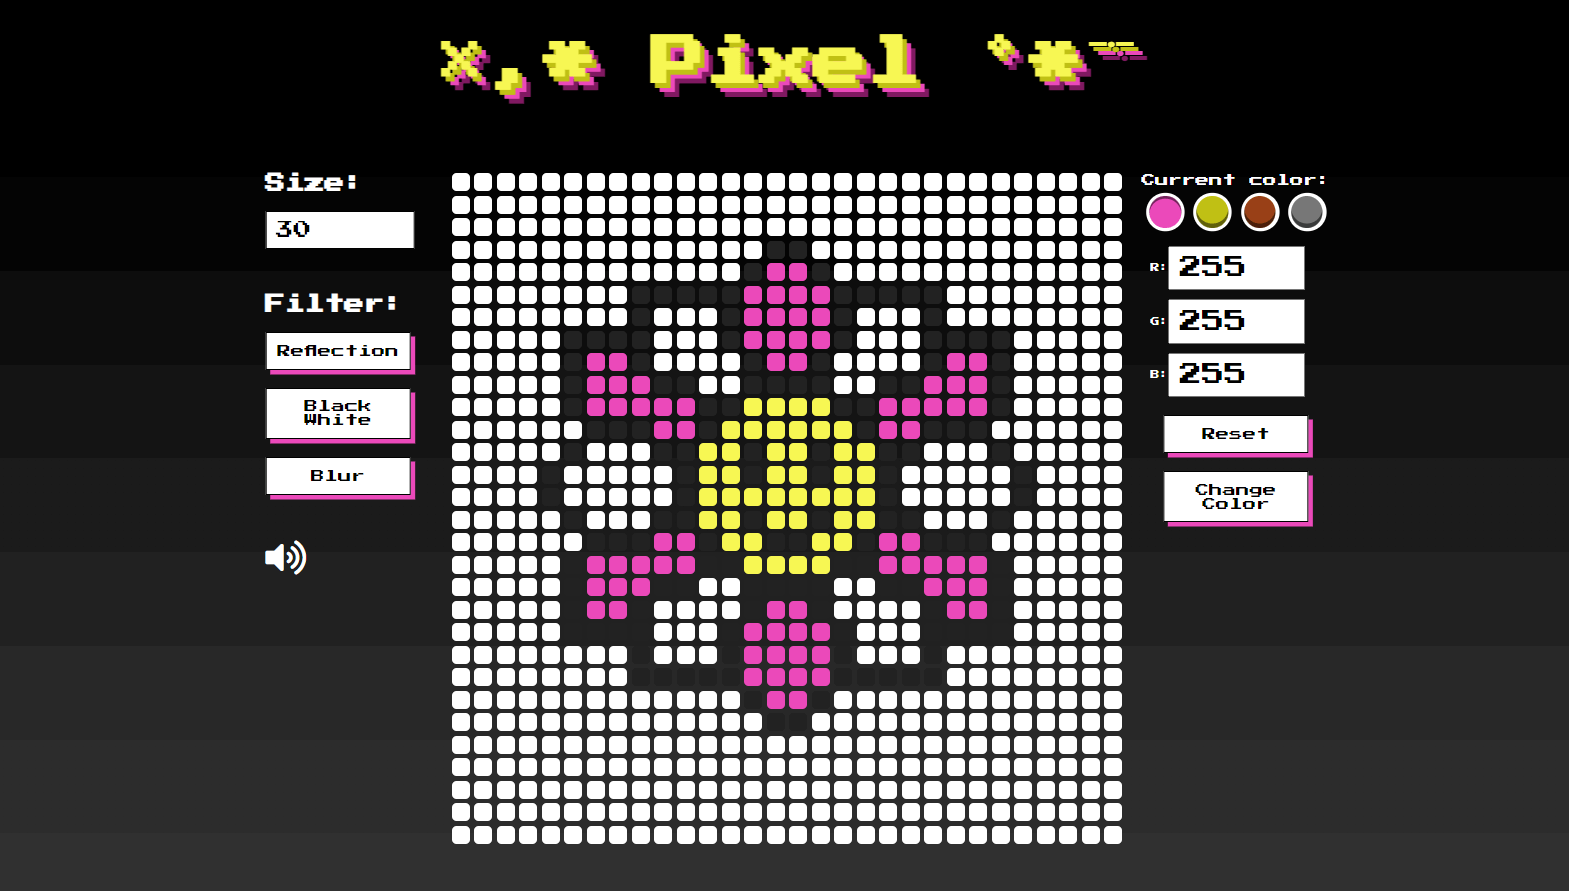 ×,* Pixel
Size:
30
Filter:
Reflection
Black
White
Blur
Current color:
R: 255
G: 255
B: 255
Reset
Change
Color